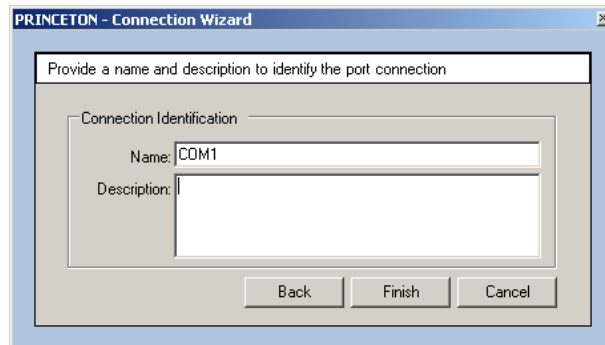 PRINCETON - Connection Wizard
Provide a name and description to identify the port connection
Connection Identification
Name: COM1
Description:
Back Finish Cancel